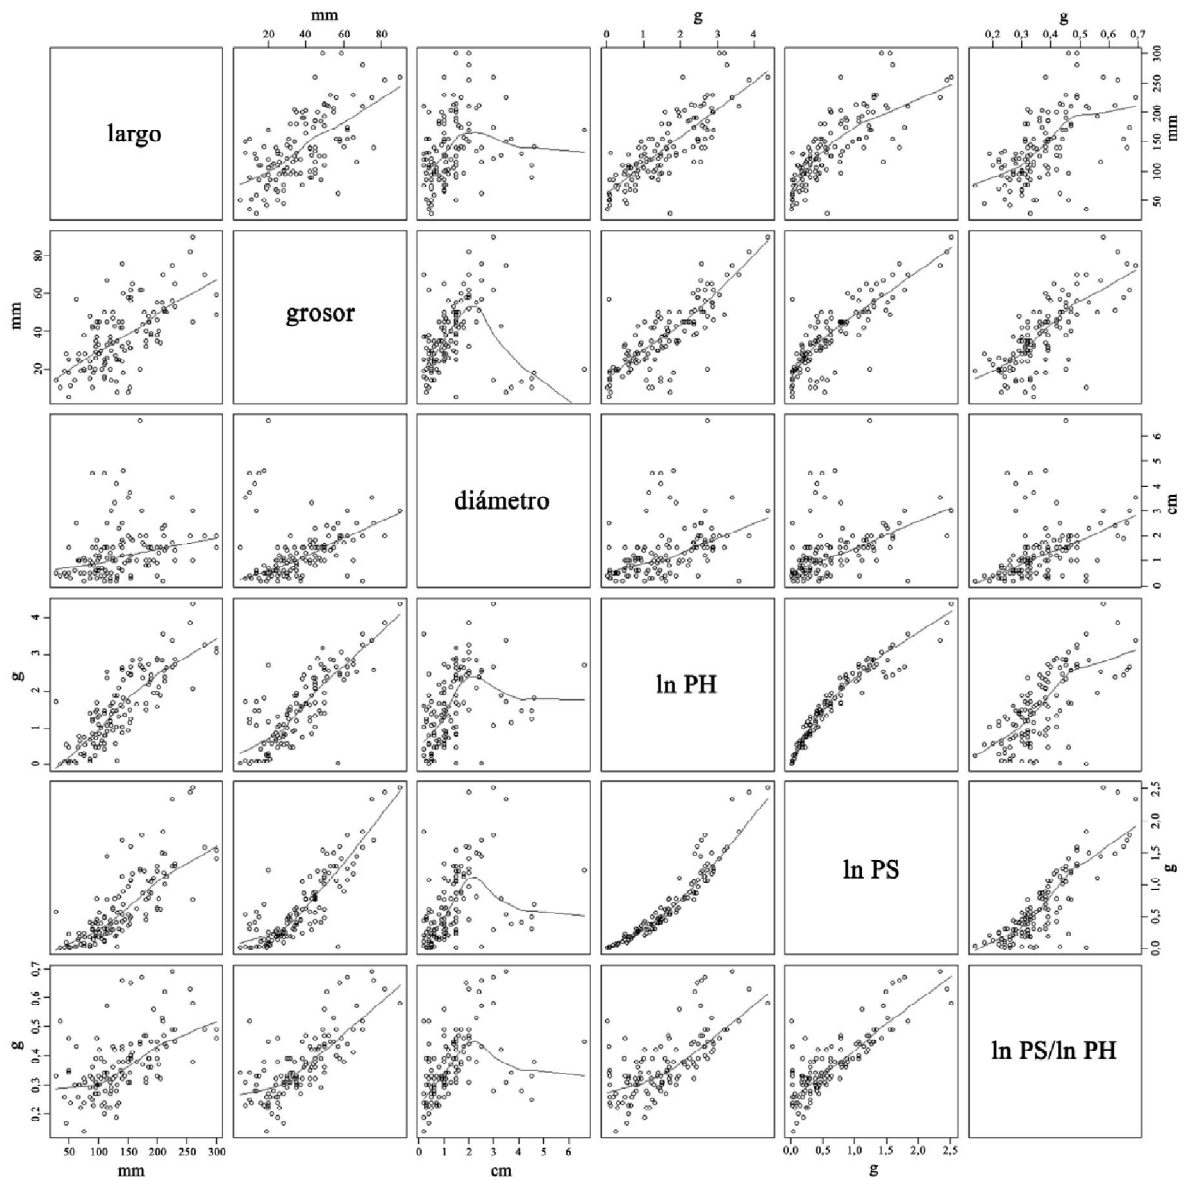 mm g g
20 40 60 80 0 1 2 3 4 0,2 0,3 0,4 0,5 0,6 0,7
largo
50 100 150 200 250 300
mm
mm
20 40 60 80
grosor
diámetro
0 1 2 3 4 5 6
cm
g
0 1 2 3 4
ln PH
ln PS
0,0 0,5 1,0 1,5 2,0 2,5
g
g
0,2 0,3 0,4 0,5 0,6 0,7
ln PS/ln PH
50 100 150 200 250 300 0 1 2 3 4 5 6 0,0 0,5 1,0 1,5 2,0 2,5
mm cm g